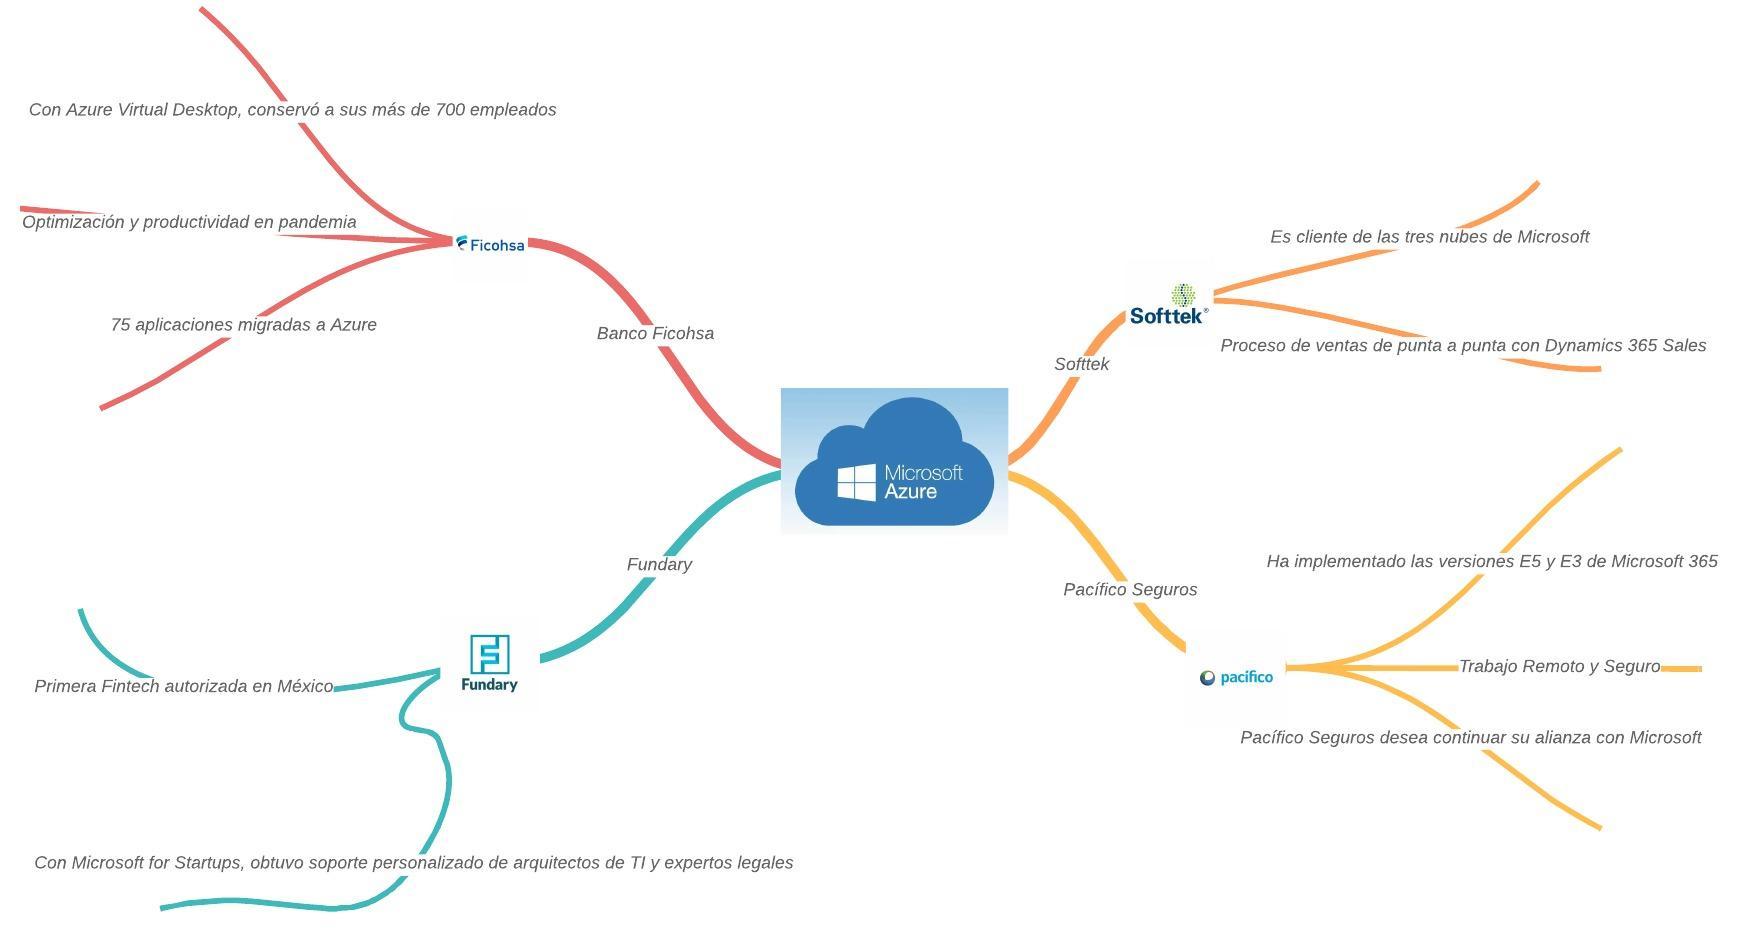 Con Azure Virtual Desktop, conservó a sus más de 700 empleados
Optimización y productividad en pandemia
75 aplicaciones migradas a Azure
Ficohsa
Banco Ficohsa
Es cliente de las tres nubes de Microsoft
Proceso de ventas de punta a punta con Dynamics 365 Sales
Softtek®
Softtek
Microsoft
Azure
Fundary
Fundary
Primera Fintech autorizada en México
Con Microsoft for Startups, obtuvo soporte personalizado de arquitectos de TI y expertos legales
Pacífico Seguros
pacífico
Ha implementado las versiones E5 y E3 de Microsoft 365
Trabajo Remoto y Seguro
Pacífico Seguros desea continuar su alianza con Microsoft